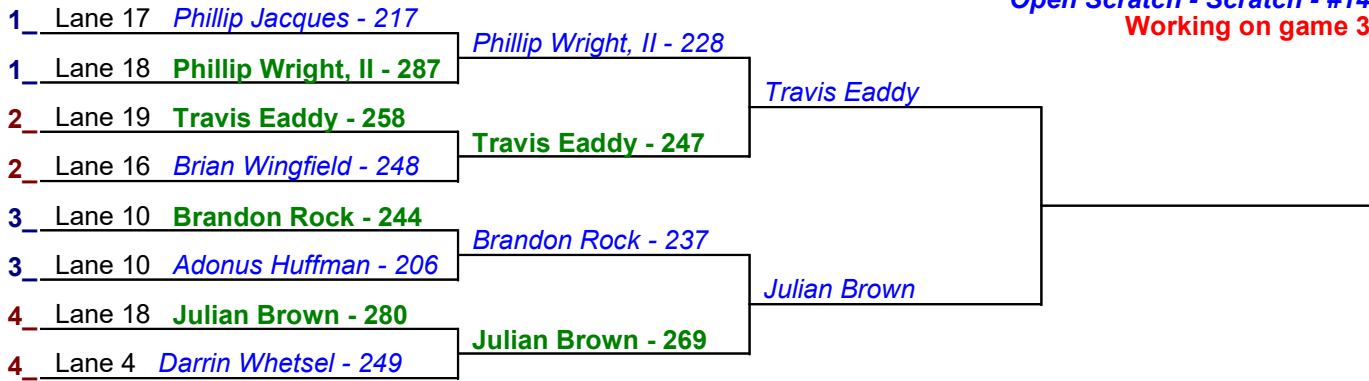 Open Scratch - Scratch - #14
Working on game 3
1_ Lane 17 Phillip Jacques - 217
1_ Lane 18 Phillip Wright, II - 287
2_ Lane 19 Travis Eaddy - 258
2_ Lane 16 Brian Wingfield - 248
3_ Lane 10 Brandon Rock - 244
3_ Lane 10 Adonus Huffman - 206
4_ Lane 18 Julian Brown - 280
4_ Lane 4 Darrin Whetsel - 249
Phillip Wright, II - 228
Travis Eaddy - 247
Brandon Rock - 237
Julian Brown - 269
Travis Eaddy
Julian Brown